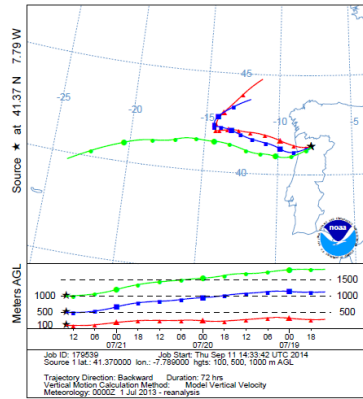 Source ★ at 41.37 N 7.79 W
-25
-20
-15
-10
-5
45
40
noaa
Meters AGL
1000
500
100
1500
1000
500
12 06 00 18 12 06 00 18 12 06 00 18
07/21 07/20 07/19
Job ID: 179539 Job Start: Thu Sep 11 14:33:42 UTC 2014
Source 1 lat.: 41.370000 lon.: -7.789000 hgts: 100, 500, 1000 m AGL
Trajectory Direction: Backward Duration: 72 hrs
Vertical Motion Calculation Method: Model Vertical Velocity
Meteorology: 0000Z 1 Jul 2013 - reanalysis